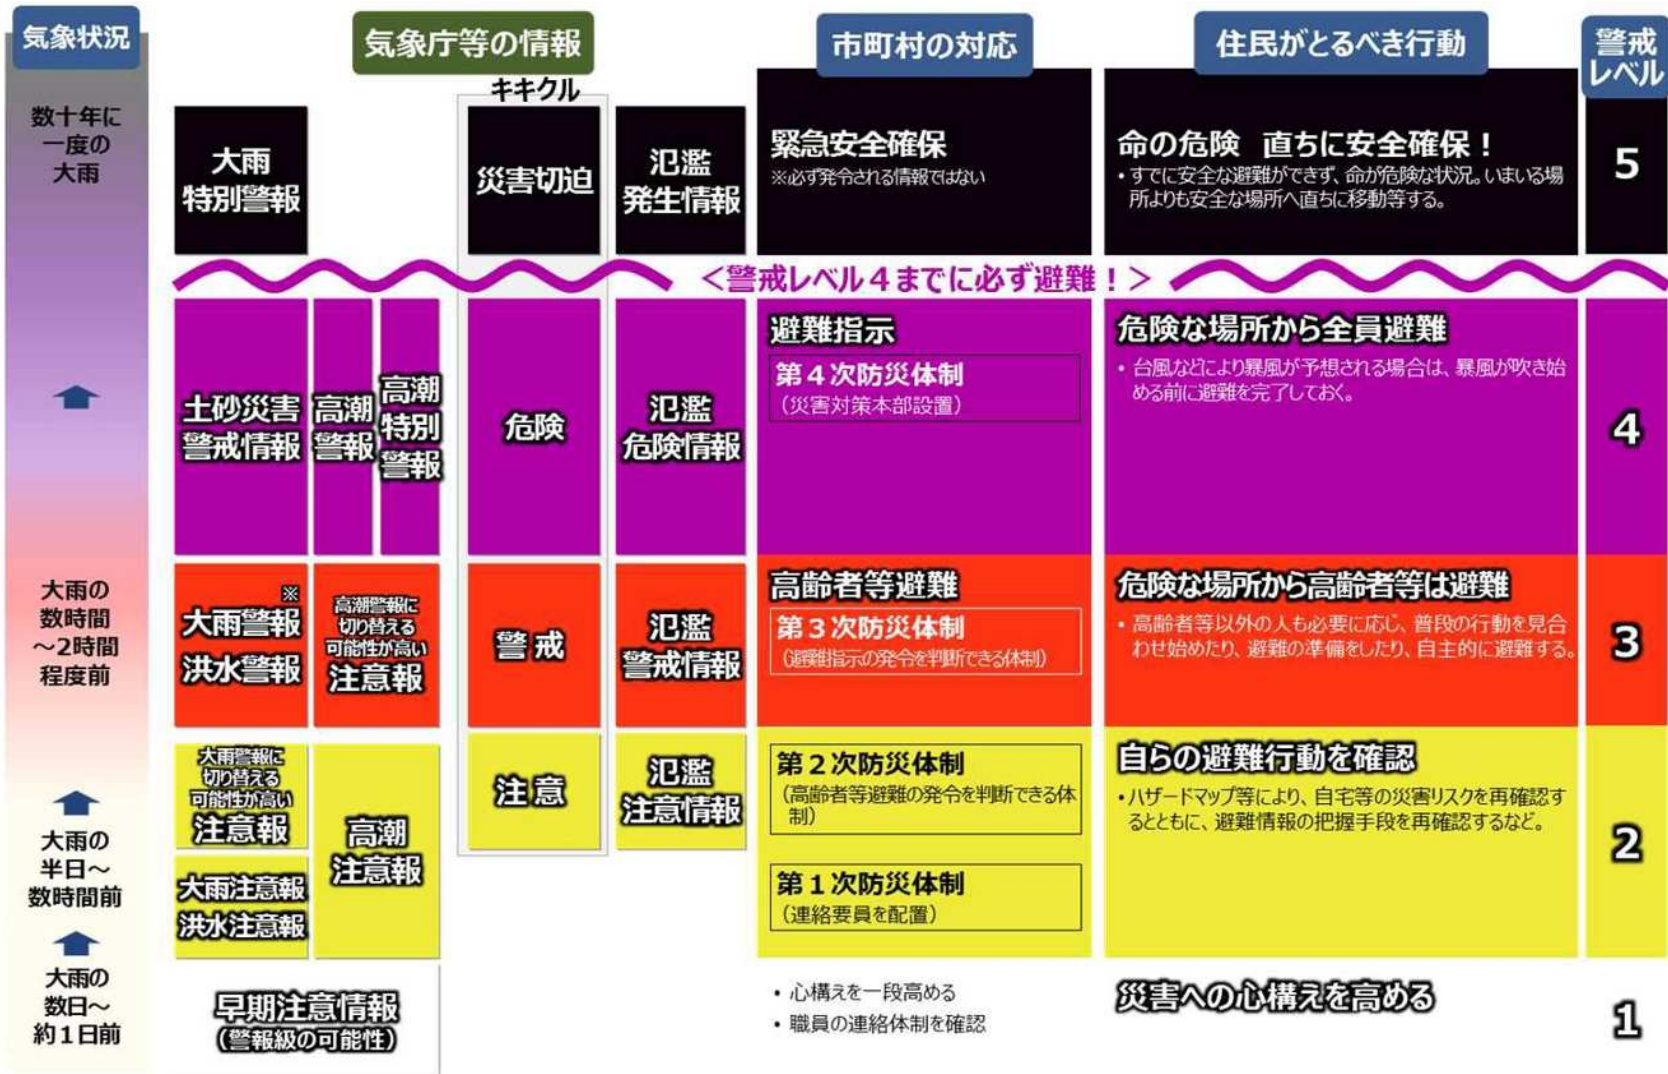 気象状況
気象庁等の情報
市町村の対応
住民がとるべき行動
警戒
レベル
キキクル
数十年に
一度の
大雨
大雨
特別警報
災害切迫
氾濫
発生情報
緊急安全確保
※必ず発令される情報ではない
命の危険 直ちに安全確保！
・すでに安全な避難ができず、命が危険な状況。いまいる場
所よりも安全な場所へ直ちに移動等する。
5
＜警戒レベル４までに必ず避難！＞
土砂災害
警戒情報
高潮
警報
高潮
特別
警報
危険
氾濫
危険情報
避難指示
第４次防災体制
（災害対策本部設置）
危険な場所から全員避難
・台風などにより暴風が予想される場合は、暴風が吹き始
める前に避難を完了しておく。
4
大雨の
数時間
～2時間
程度前
※
大雨警報
洪水警報
高潮警報に
切り替える
可能性が高い
注意報
警戒
氾濫
警戒情報
高齢者等避難
第３次防災体制
（避難指示の発令を判断できる体制）
危険な場所から高齢者等は避難
・高齢者等以外の人も必要に応じ、普段の行動を見合
わせ始めたり、避難の準備をしたり、自主的に避難する。
3
大雨の
半日～
数時間前
大雨警報に
切り替える
可能性が高い
注意報
大雨注意報
洪水注意報
高潮
注意報
注意
氾濫
注意情報
第２次防災体制
（高齢者等避難の発令を判断できる体
制）
第１次防災体制
（連絡要員を配置）
自らの避難行動を確認
・ハザードマップ等により、自宅等の災害リスクを再確認す
るとともに、避難情報の把握手段を再確認するなど。
2
大雨の
数日～
約１日前
早期注意情報
（警報級の可能性）
・心構えを一段高める
・職員の連絡体制を確認
災害への心構えを高める
1